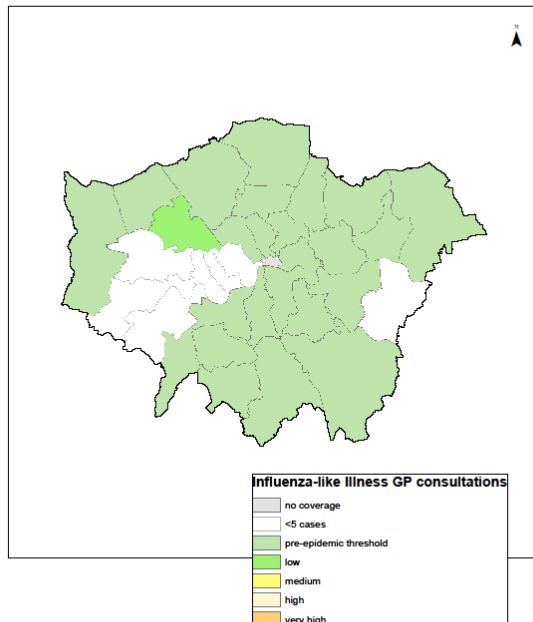 N
Influenza-like Illness GP consultations
no coverage
<5 cases
pre-epidemic threshold
low
medium
high
very high